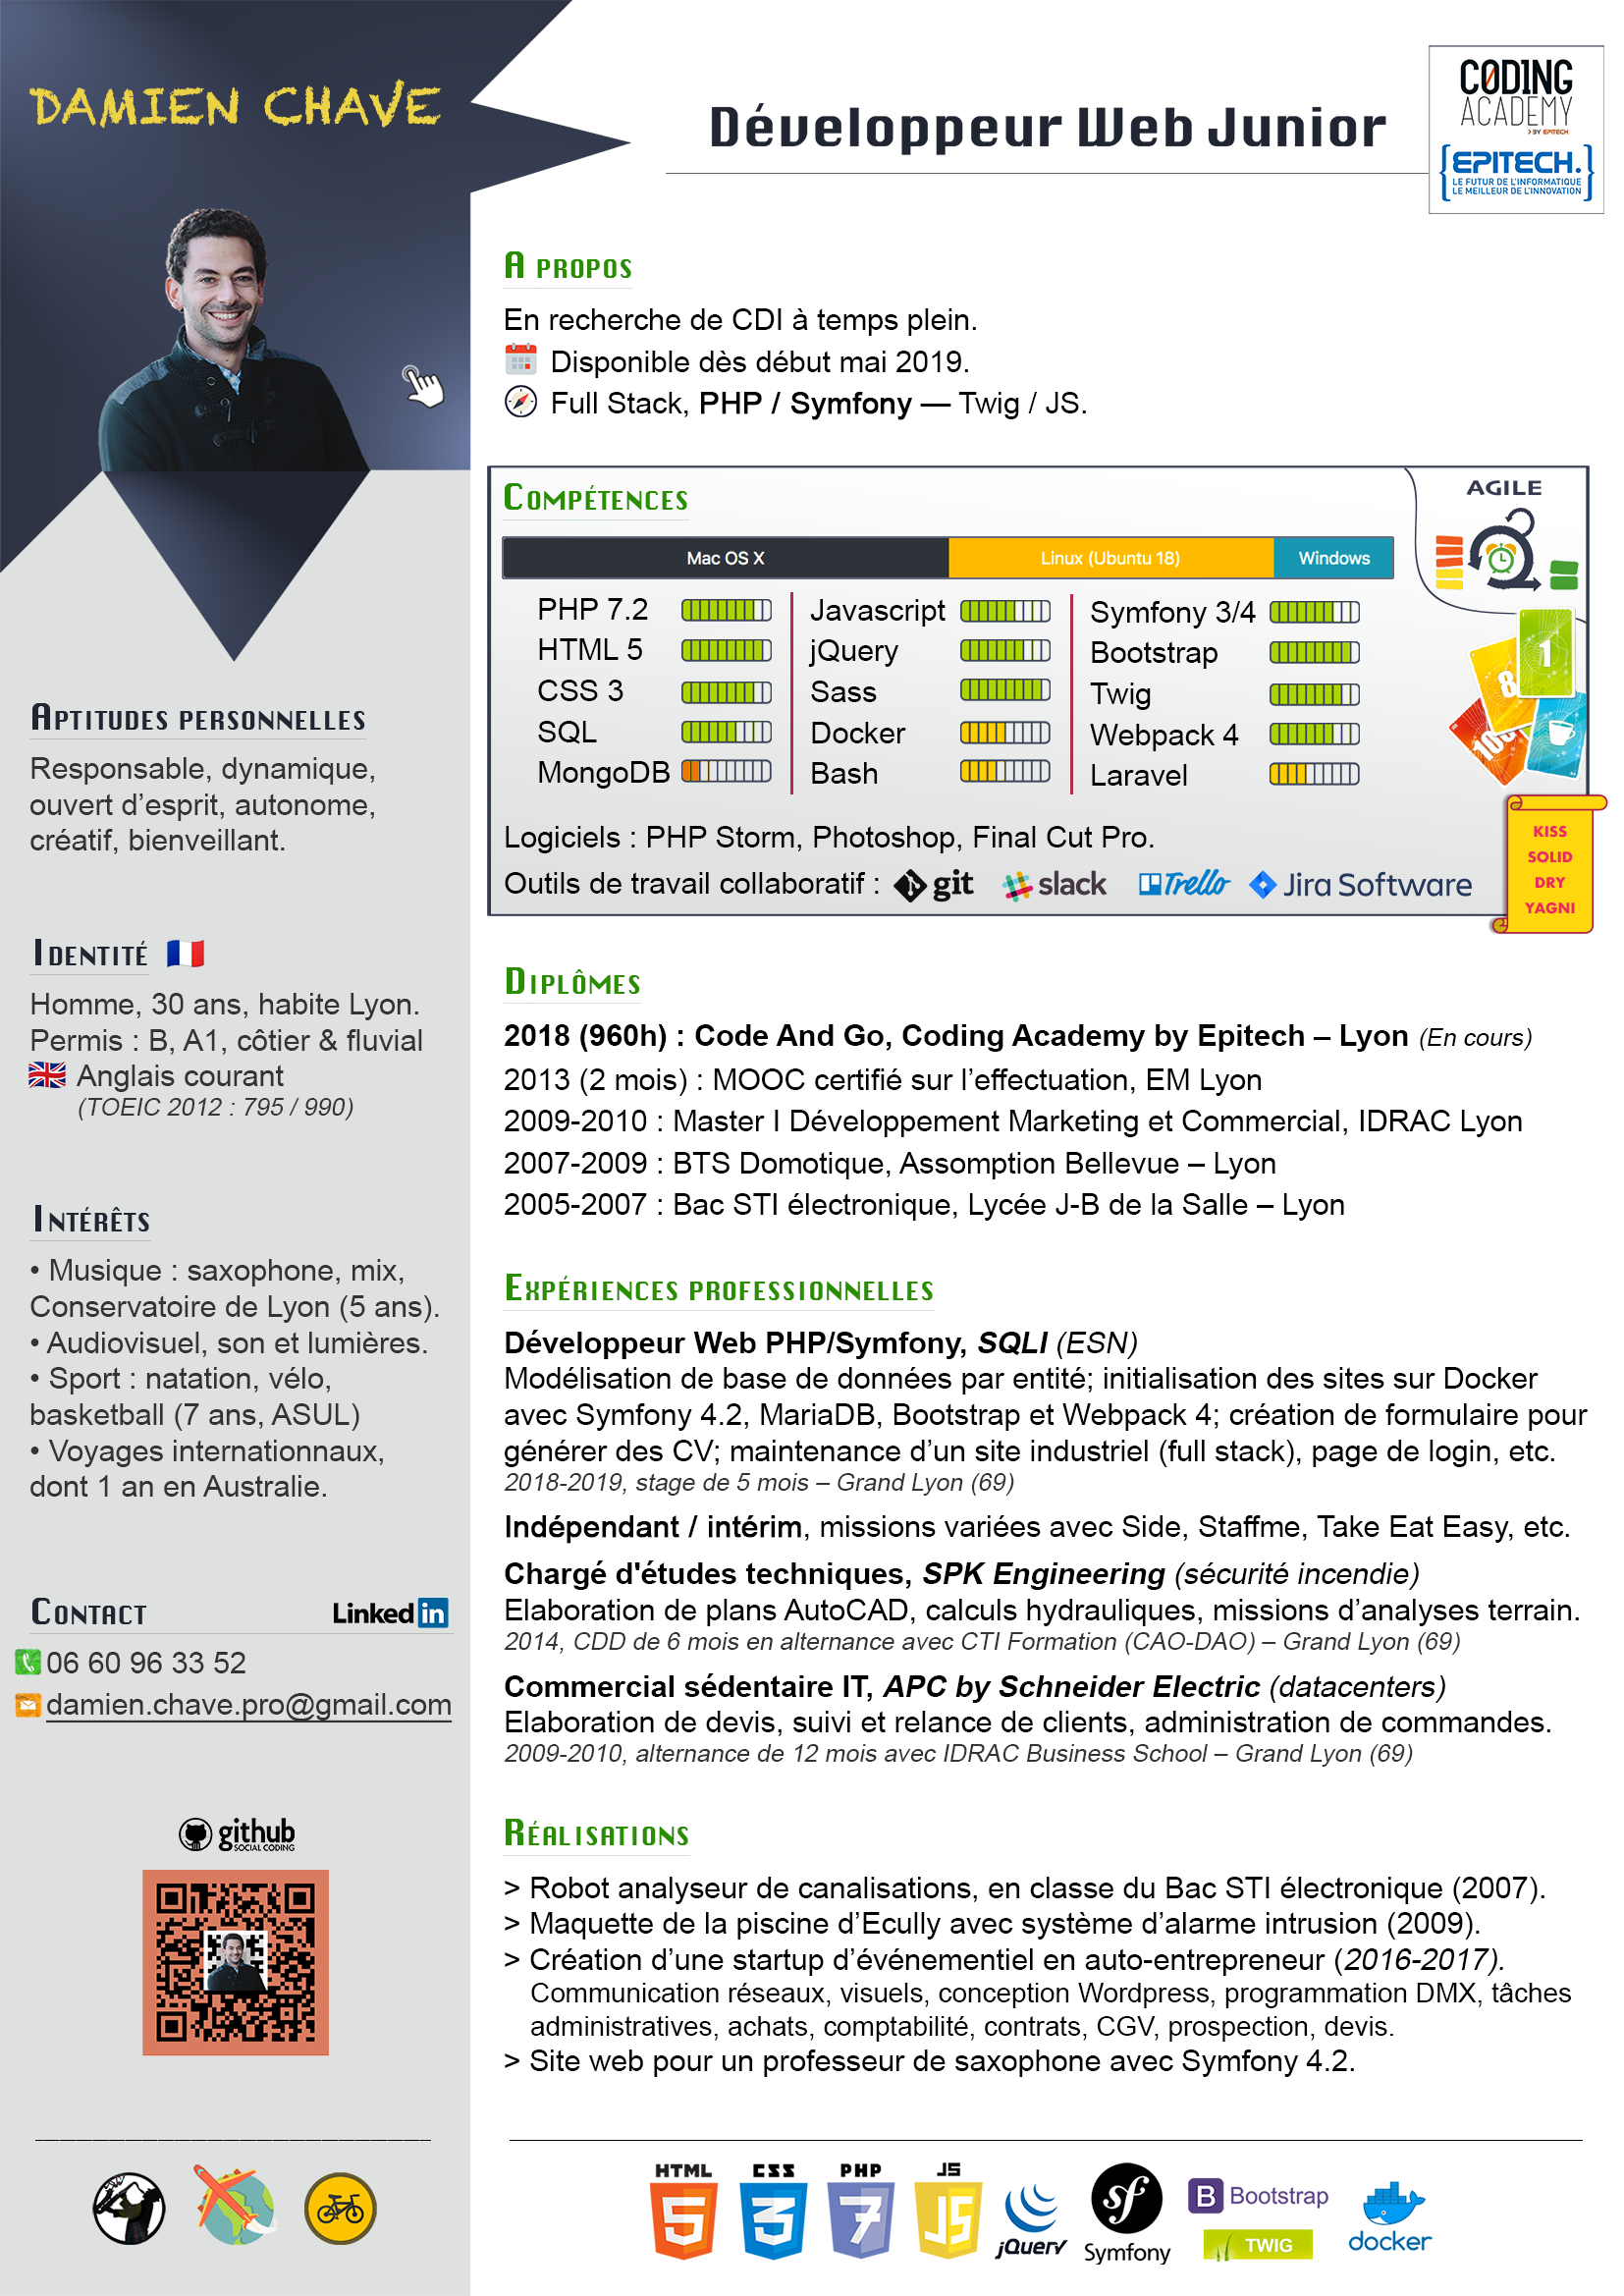 DAMIEN CHAVE
Développeur Web Junior
CODING
ACADEMY
> BY EPITECH
{EPITECH.}
LE FUTUR DE L'INFORMATIQUE
LE MEILLEUR DE L'INNOVATION
A PROPOS
En recherche de CDI à temps plein.
Disponible dès début mai 2019.
Full Stack, PHP / Symfony — Twig / JS.
COMPÉTENCES
AGILE
Mac OS X Linux (Ubuntu 18) Windows
PHP 7.2 Javascript Symfony 3/4
HTML 5 jQuery Bootstrap
CSS 3 Sass Twig
SQL Docker Webpack 4
MongoDB Bash Laravel
1
8
Logiciels : PHP Storm, Photoshop, Final Cut Pro.
Outils de travail collaboratif : git slack Trello Jira Software
KISS
SOLID
DRY
YAGNI
APTITUDES PERSONNELLES
Responsable, dynamique,
ouvert d’esprit, autonome,
créatif, bienveillant.
IDENTITÉ
Homme, 30 ans, habite Lyon.
Permis : B, A1, côtier & fluvial
Anglais courant
(TOEIC 2012 : 795 / 990)
INTÉRÊTS
• Musique : saxophone, mix,
Conservatoire de Lyon (5 ans).
• Audiovisuel, son et lumières.
• Sport : natation, vélo,
basketball (7 ans, ASUL)
• Voyages internationnaux,
dont 1 an en Australie.
CONTACT Linked in
06 60 96 33 52
damien.chave.pro@gmail.com
github
SOCIAL CODING
DIPLÔMES
2018 (960h) : Code And Go, Coding Academy by Epitech – Lyon (En cours)
2013 (2 mois) : MOOC certifié sur l’effectuation, EM Lyon
2009-2010 : Master I Développement Marketing et Commercial, IDRAC Lyon
2007-2009 : BTS Domotique, Assomption Bellevue – Lyon
2005-2007 : Bac STI électronique, Lycée J-B de la Salle – Lyon
EXPÉRIENCES PROFESSIONNELLES
Développeur Web PHP/Symfony, SQLI (ESN)
Modélisation de base de données par entité; initialisation des sites sur Docker
avec Symfony 4.2, MariaDB, Bootstrap et Webpack 4; création de formulaire pour
générer des CV; maintenance d’un site industriel (full stack), page de login, etc.
2018-2019, stage de 5 mois – Grand Lyon (69)
Indépendant / intérim, missions variées avec Side, Staffme, Take Eat Easy, etc.
Chargé d'études techniques, SPK Engineering (sécurité incendie)
Elaboration de plans AutoCAD, calculs hydrauliques, missions d’analyses terrain.
2014, CDD de 6 mois en alternance avec CTI Formation (CAO-DAO) – Grand Lyon (69)
Commercial sédentaire IT, APC by Schneider Electric (datacenters)
Elaboration de devis, suivi et relance de clients, administration de commandes.
2009-2010, alternance de 12 mois avec IDRAC Business School – Grand Lyon (69)
RÉALISATIONS
> Robot analyseur de canalisations, en classe du Bac STI électronique (2007).
> Maquette de la piscine d’Ecully avec système d’alarme intrusion (2009).
> Création d’une startup d’événementiel en auto-entrepreneur (2016-2017).
Communication réseaux, visuels, conception Wordpress, programmation DMX, tâches
administratives, achats, comptabilité, contrats, CGV, prospection, devis.
> Site web pour un professeur de saxophone avec Symfony 4.2.
HTML CSS PHP JS
5 3 7 JS jQuery sf Symfony B Bootstrap TWIG docker